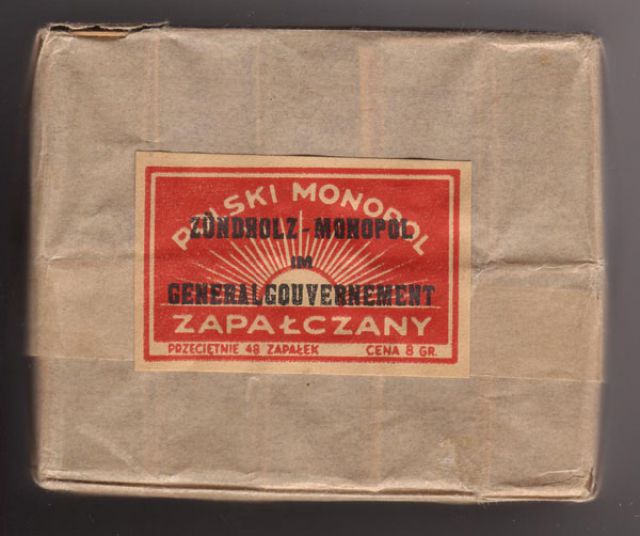 POLSKI MONOPOL
ZÜNDHOLZ-MONOPOL
IM
GENERALGOUVERNEMENT
ZAPAŁCZANY
PRZECIĘTNIE 48 ZAPAŁEK CENA 8 GR.